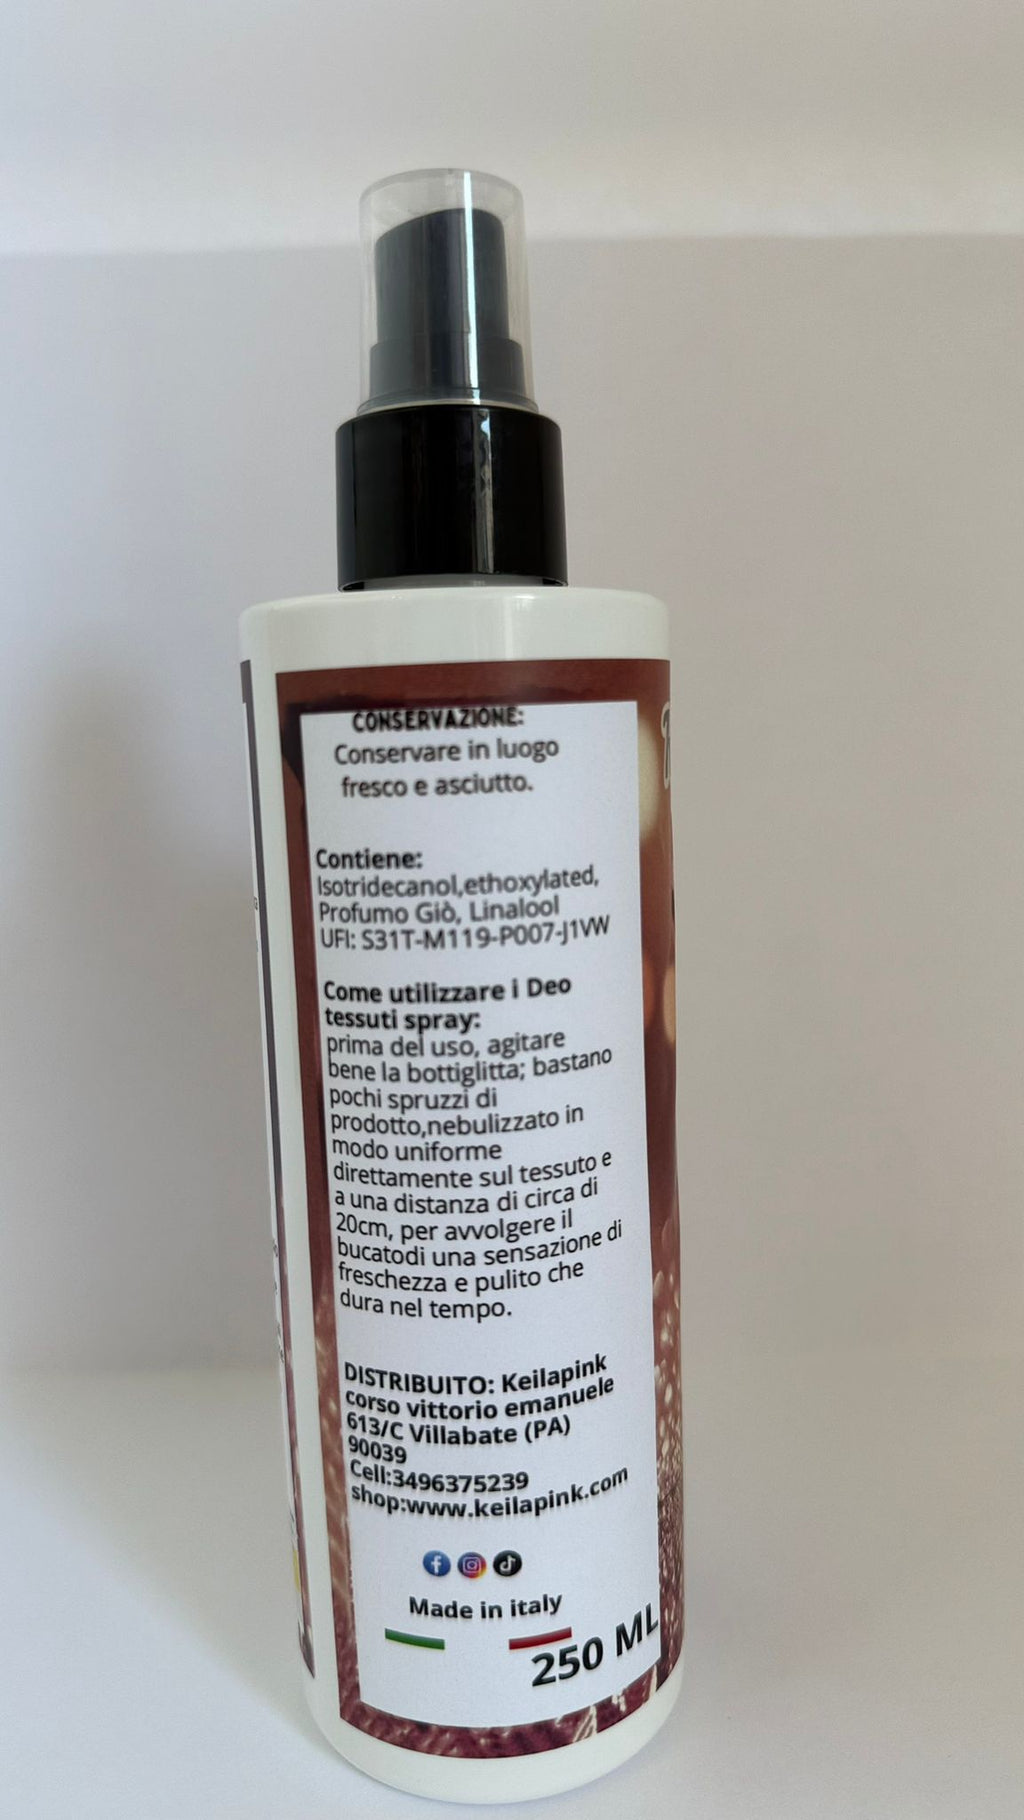 CONSERVAZIONE:
Conservare in luogo
fresco e asciutto.
Contiene:
Isotridecanol,ethoxylated,
Profumo Giò, Linalool
UFI: S31T-M119-P007-J1VW
Come utilizzare i Deo
tessuti spray:
prima del uso, agitare
bene la bottiglitta; bastano
pochi spruzzi di
prodotto,nebulizzato in
modo uniforme
direttamente sul tessuto e
a una distanza di circa di
20cm, per avvolgere il
bucatodi una sensazione di
freschezza e pulito che
dura nel tempo.
DISTRIBUITO: Keilapink
corso vittorio emanuele
613/C Villabate (PA)
90039
Cell:3496375239
shop:www.keilapink.com
Made in italy
250 ML